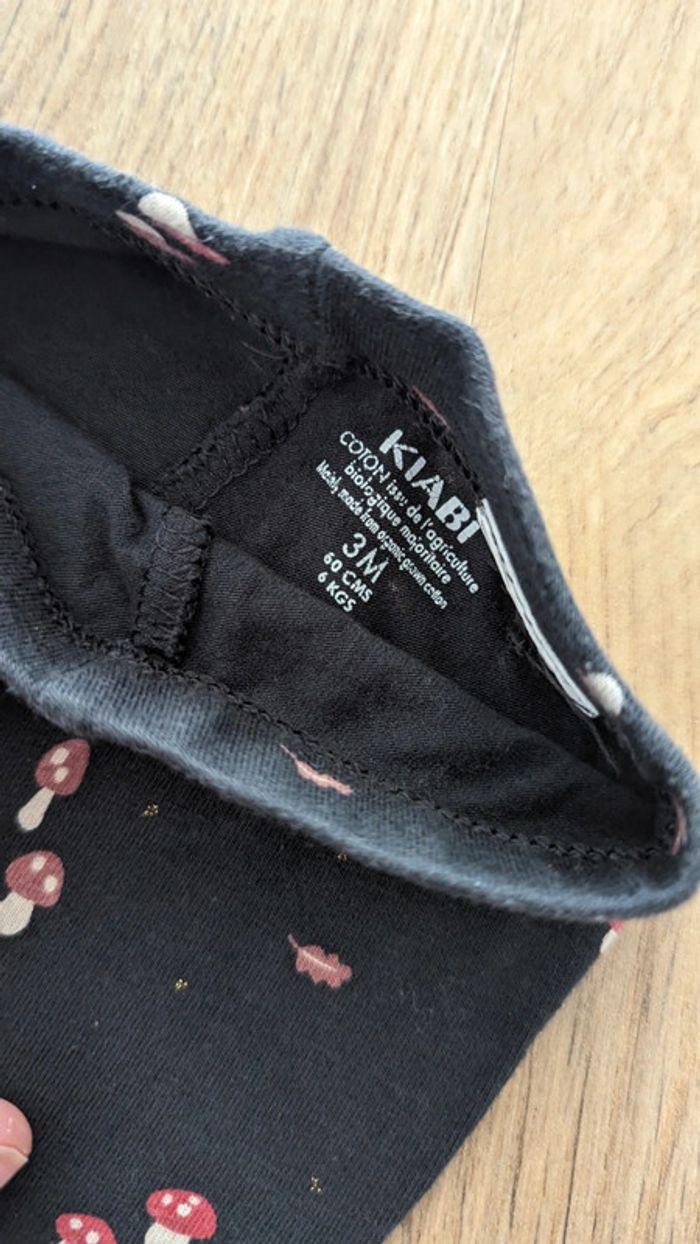 KIABI
COTON issu de l'agriculture
biologique majoritaire
Mainly made from organic grown cotton
3M
60 CMS
6 KGS